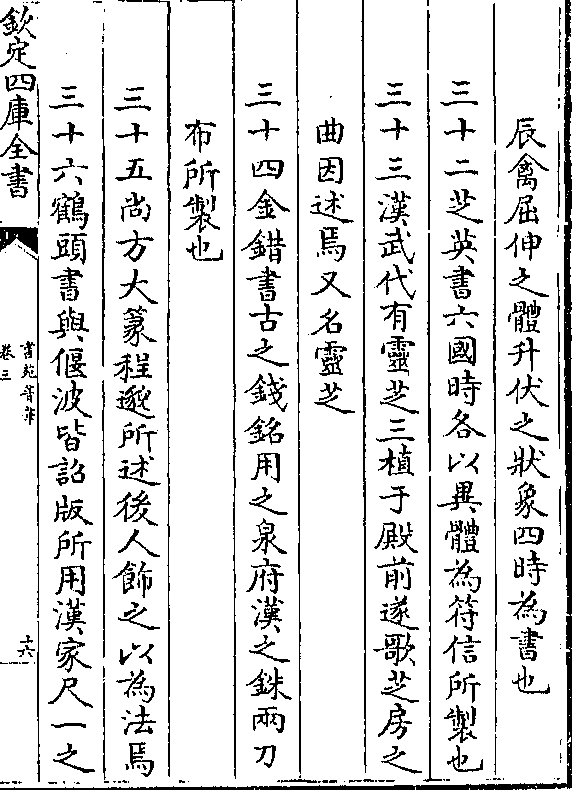 辰禽屈伸之體升伏之狀象四時為書也
三十二芝英書六國時各以異體為符信所製也
三十三漢武代有靈芝三植于殿前遂歌芝房之
曲因述焉又名靈芝
三十四金錯書古之錢銘用之泉府漢之銖兩刀
布所製也
三十五尚方大篆程邈所述後人飾之以為法焉
三十六鶴頭書與偃波皆詔版所用漢家尺一之
欽定四庫全書
書苑菁華
卷三
十六